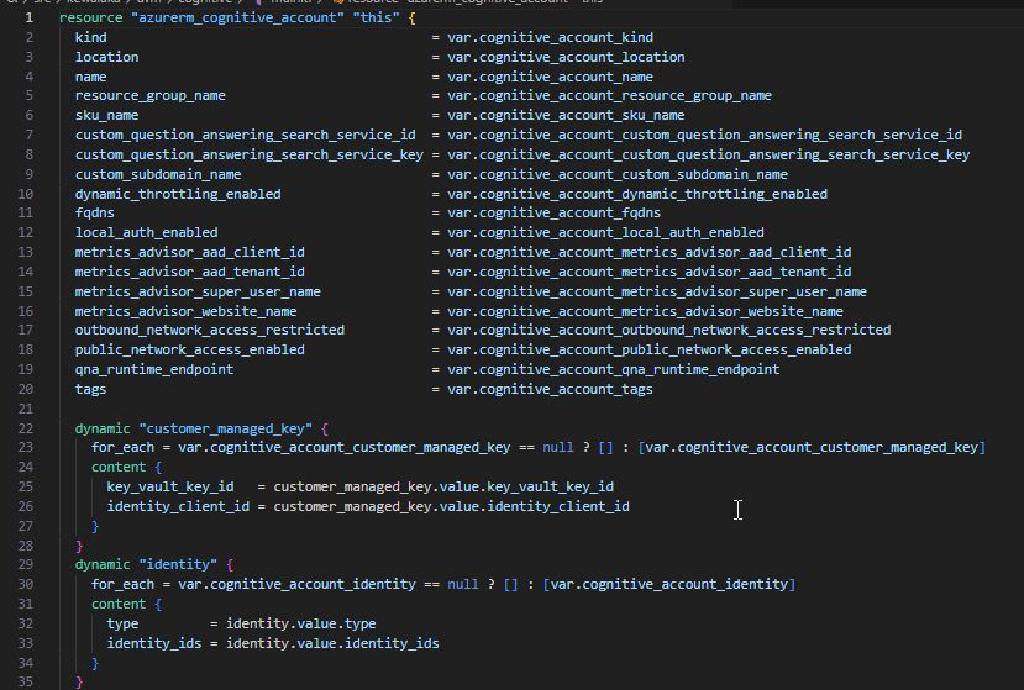 1 resource "azurerm_cognitive_account" "this" {
2 kind = var.cognitive_account_kind
3 location = var.cognitive_account_location
4 name = var.cognitive_account_name
5 resource_group_name = var.cognitive_account_resource_group_name
6 sku_name = var.cognitive_account_sku_name
7 custom_question_answering_search_service_id = var.cognitive_account_custom_question_answering_search_service_id
8 custom_question_answering_search_service_key = var.cognitive_account_custom_question_answering_search_service_key
9 custom_subdomain_name = var.cognitive_account_custom_subdomain_name
10 dynamic_throttling_enabled = var.cognitive_account_dynamic_throttling_enabled
11 fqdns = var.cognitive_account_fqdns
12 local_auth_enabled = var.cognitive_account_local_auth_enabled
13 metrics_advisor_aad_client_id = var.cognitive_account_metrics_advisor_aad_client_id
14 metrics_advisor_aad_tenant_id = var.cognitive_account_metrics_advisor_aad_tenant_id
15 metrics_advisor_super_user_name = var.cognitive_account_metrics_advisor_super_user_name
16 metrics_advisor_website_name = var.cognitive_account_metrics_advisor_website_name
17 outbound_network_access_restricted = var.cognitive_account_outbound_network_access_restricted
18 public_network_access_enabled = var.cognitive_account_public_network_access_enabled
19 qna_runtime_endpoint = var.cognitive_account_qna_runtime_endpoint
20 tags = var.cognitive_account_tags
21
22 dynamic "customer_managed_key" {
23 for_each = var.cognitive_account_customer_managed_key == null ? [] : [var.cognitive_account_customer_managed_key]
24 content {
25 key_vault_key_id = customer_managed_key.value.key_vault_key_id
26 identity_client_id = customer_managed_key.value.identity_client_id
27 }
28 }
29 dynamic "identity" {
30 for_each = var.cognitive_account_identity == null ? [] : [var.cognitive_account_identity]
31 content {
32 type = identity.value.type
33 identity_ids = identity.value.identity_ids
34 }
35 }